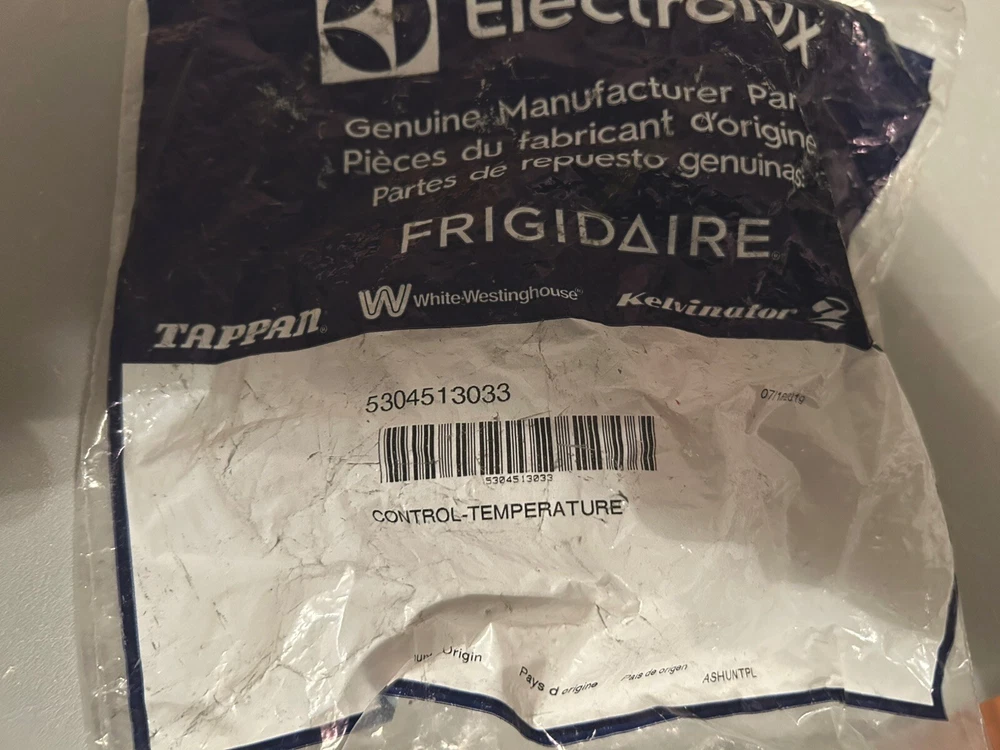 Electrolux
Genuine Manufacturer Par
Pièces du fabricant d'origine
Partes de repuesto genuinas
FRIGIDAIRE
TAPPAN® White-Westinghouse® Kelvinator
5304513033
5304513033
CONTROL-TEMPERATURE
Origin Pays d'origine País de origen ASHUNTPL